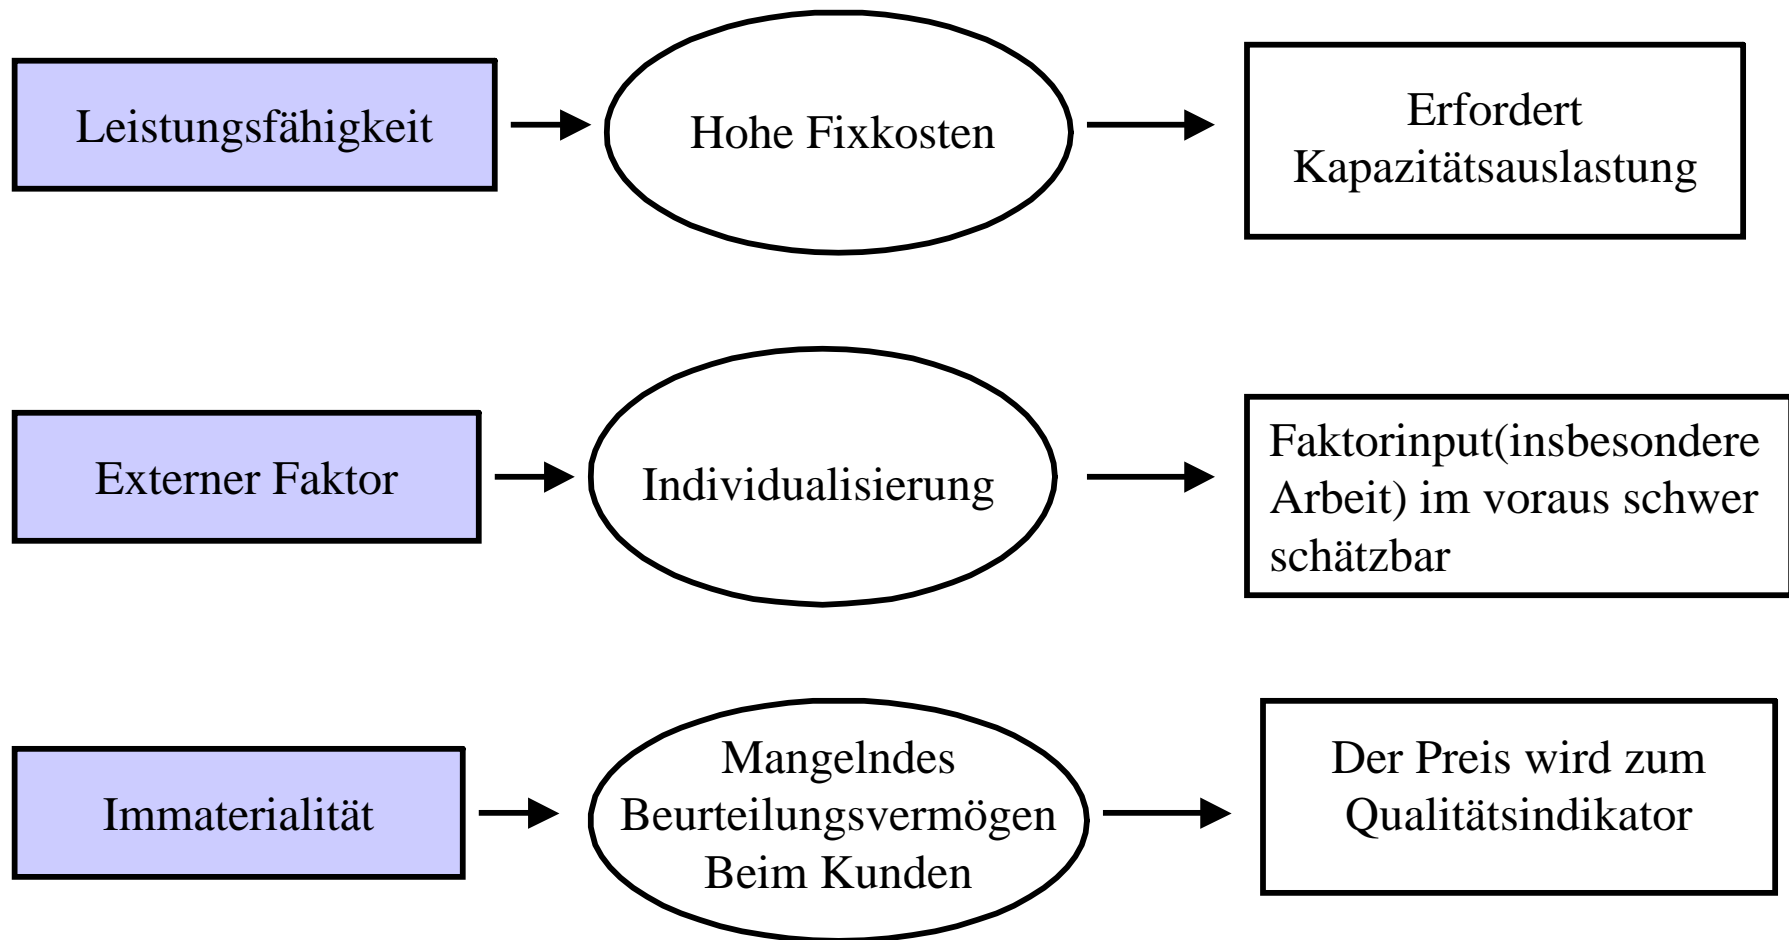 Leistungsfähigkeit
Hohe Fixkosten
Erfordert
Kapazitätsauslastung
Externer Faktor
Individualisierung
Faktorinput(insbesondere
Arbeit) im voraus schwer
schätzbar
Immaterialität
Mangelndes
Beurteilungsvermögen
Beim Kunden
Der Preis wird zum
Qualitätsindikator